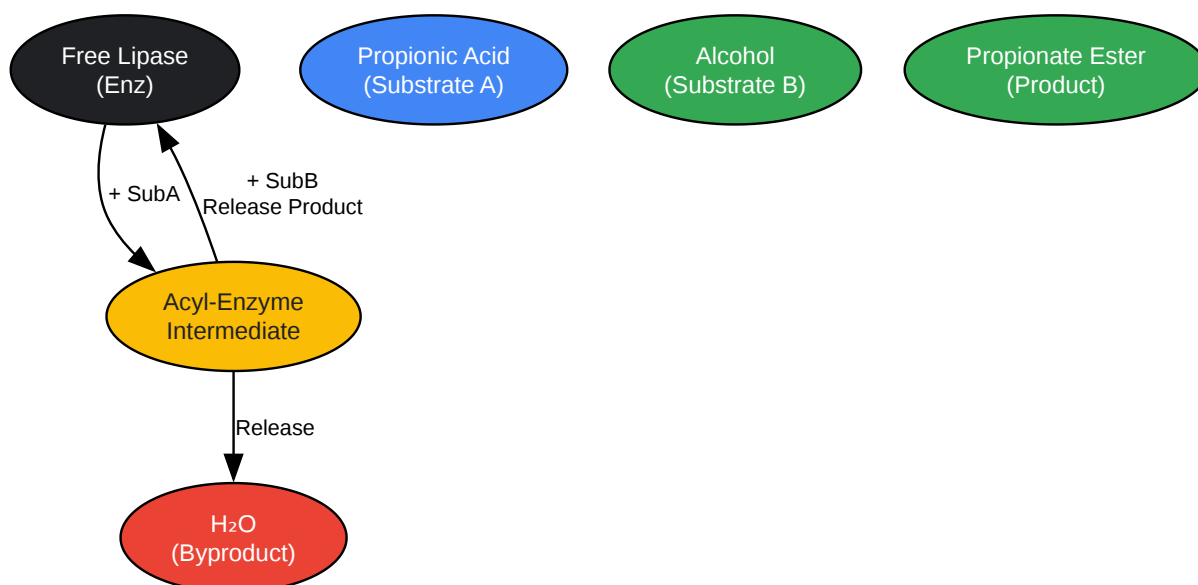 Free Lipase
(Enz)
Propionic Acid
(Substrate A)
Alcohol
(Substrate B)
Propionate Ester
(Product)
+ SubA
+ SubB
Release Product
Acyl-Enzyme
Intermediate
Release
H₂O
(Byproduct)